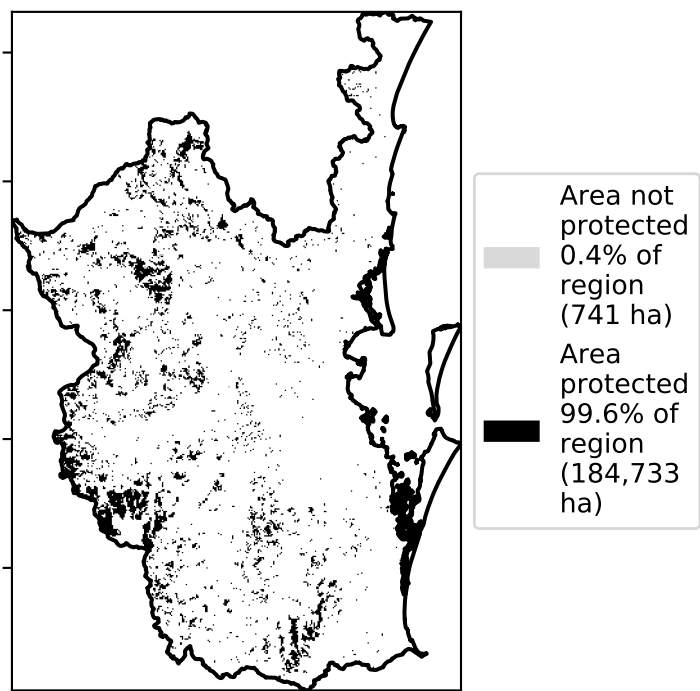 Area not
protected
0.4% of
region
(741 ha)
Area
protected
99.6% of
region
(184,733
ha)